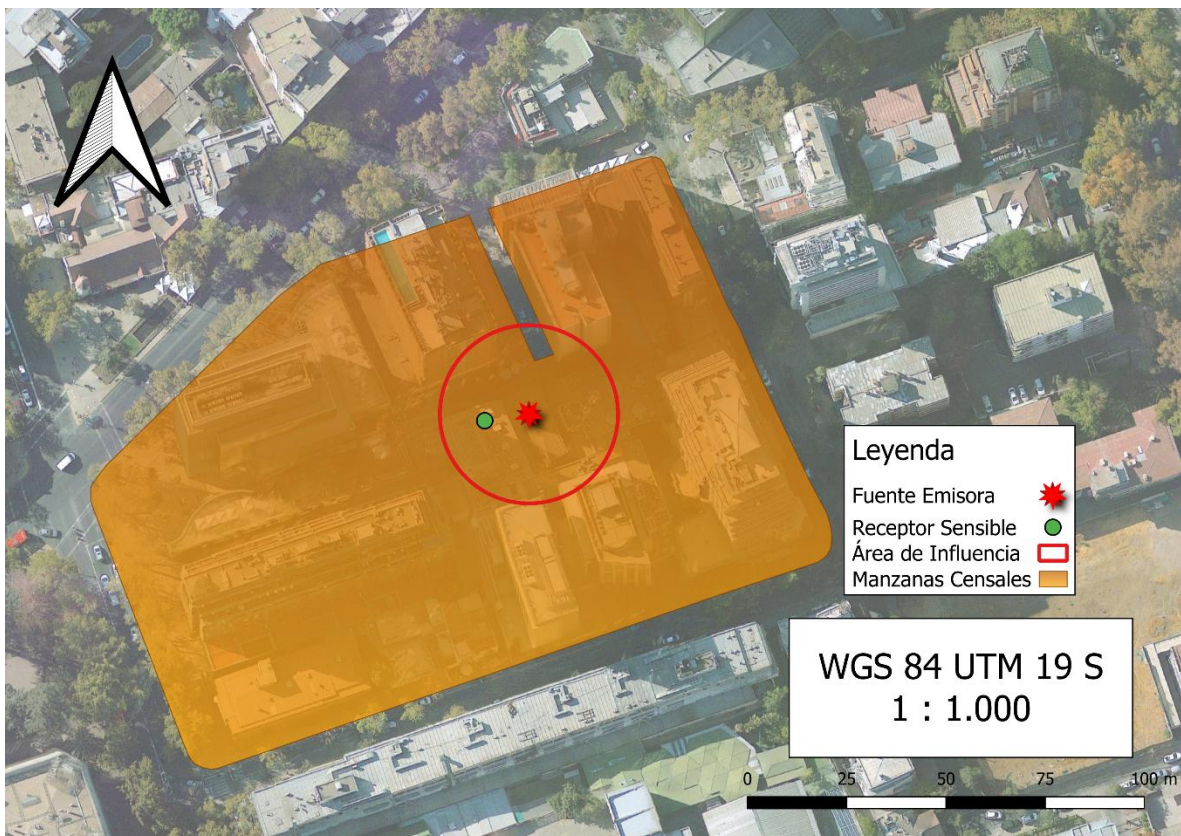 Leyenda
Fuente Emisora
Receptor Sensible
Área de Influencia
Manzanas Censales
WGS 84 UTM 19 S
1 : 1.000
0 25 50 75 100 m